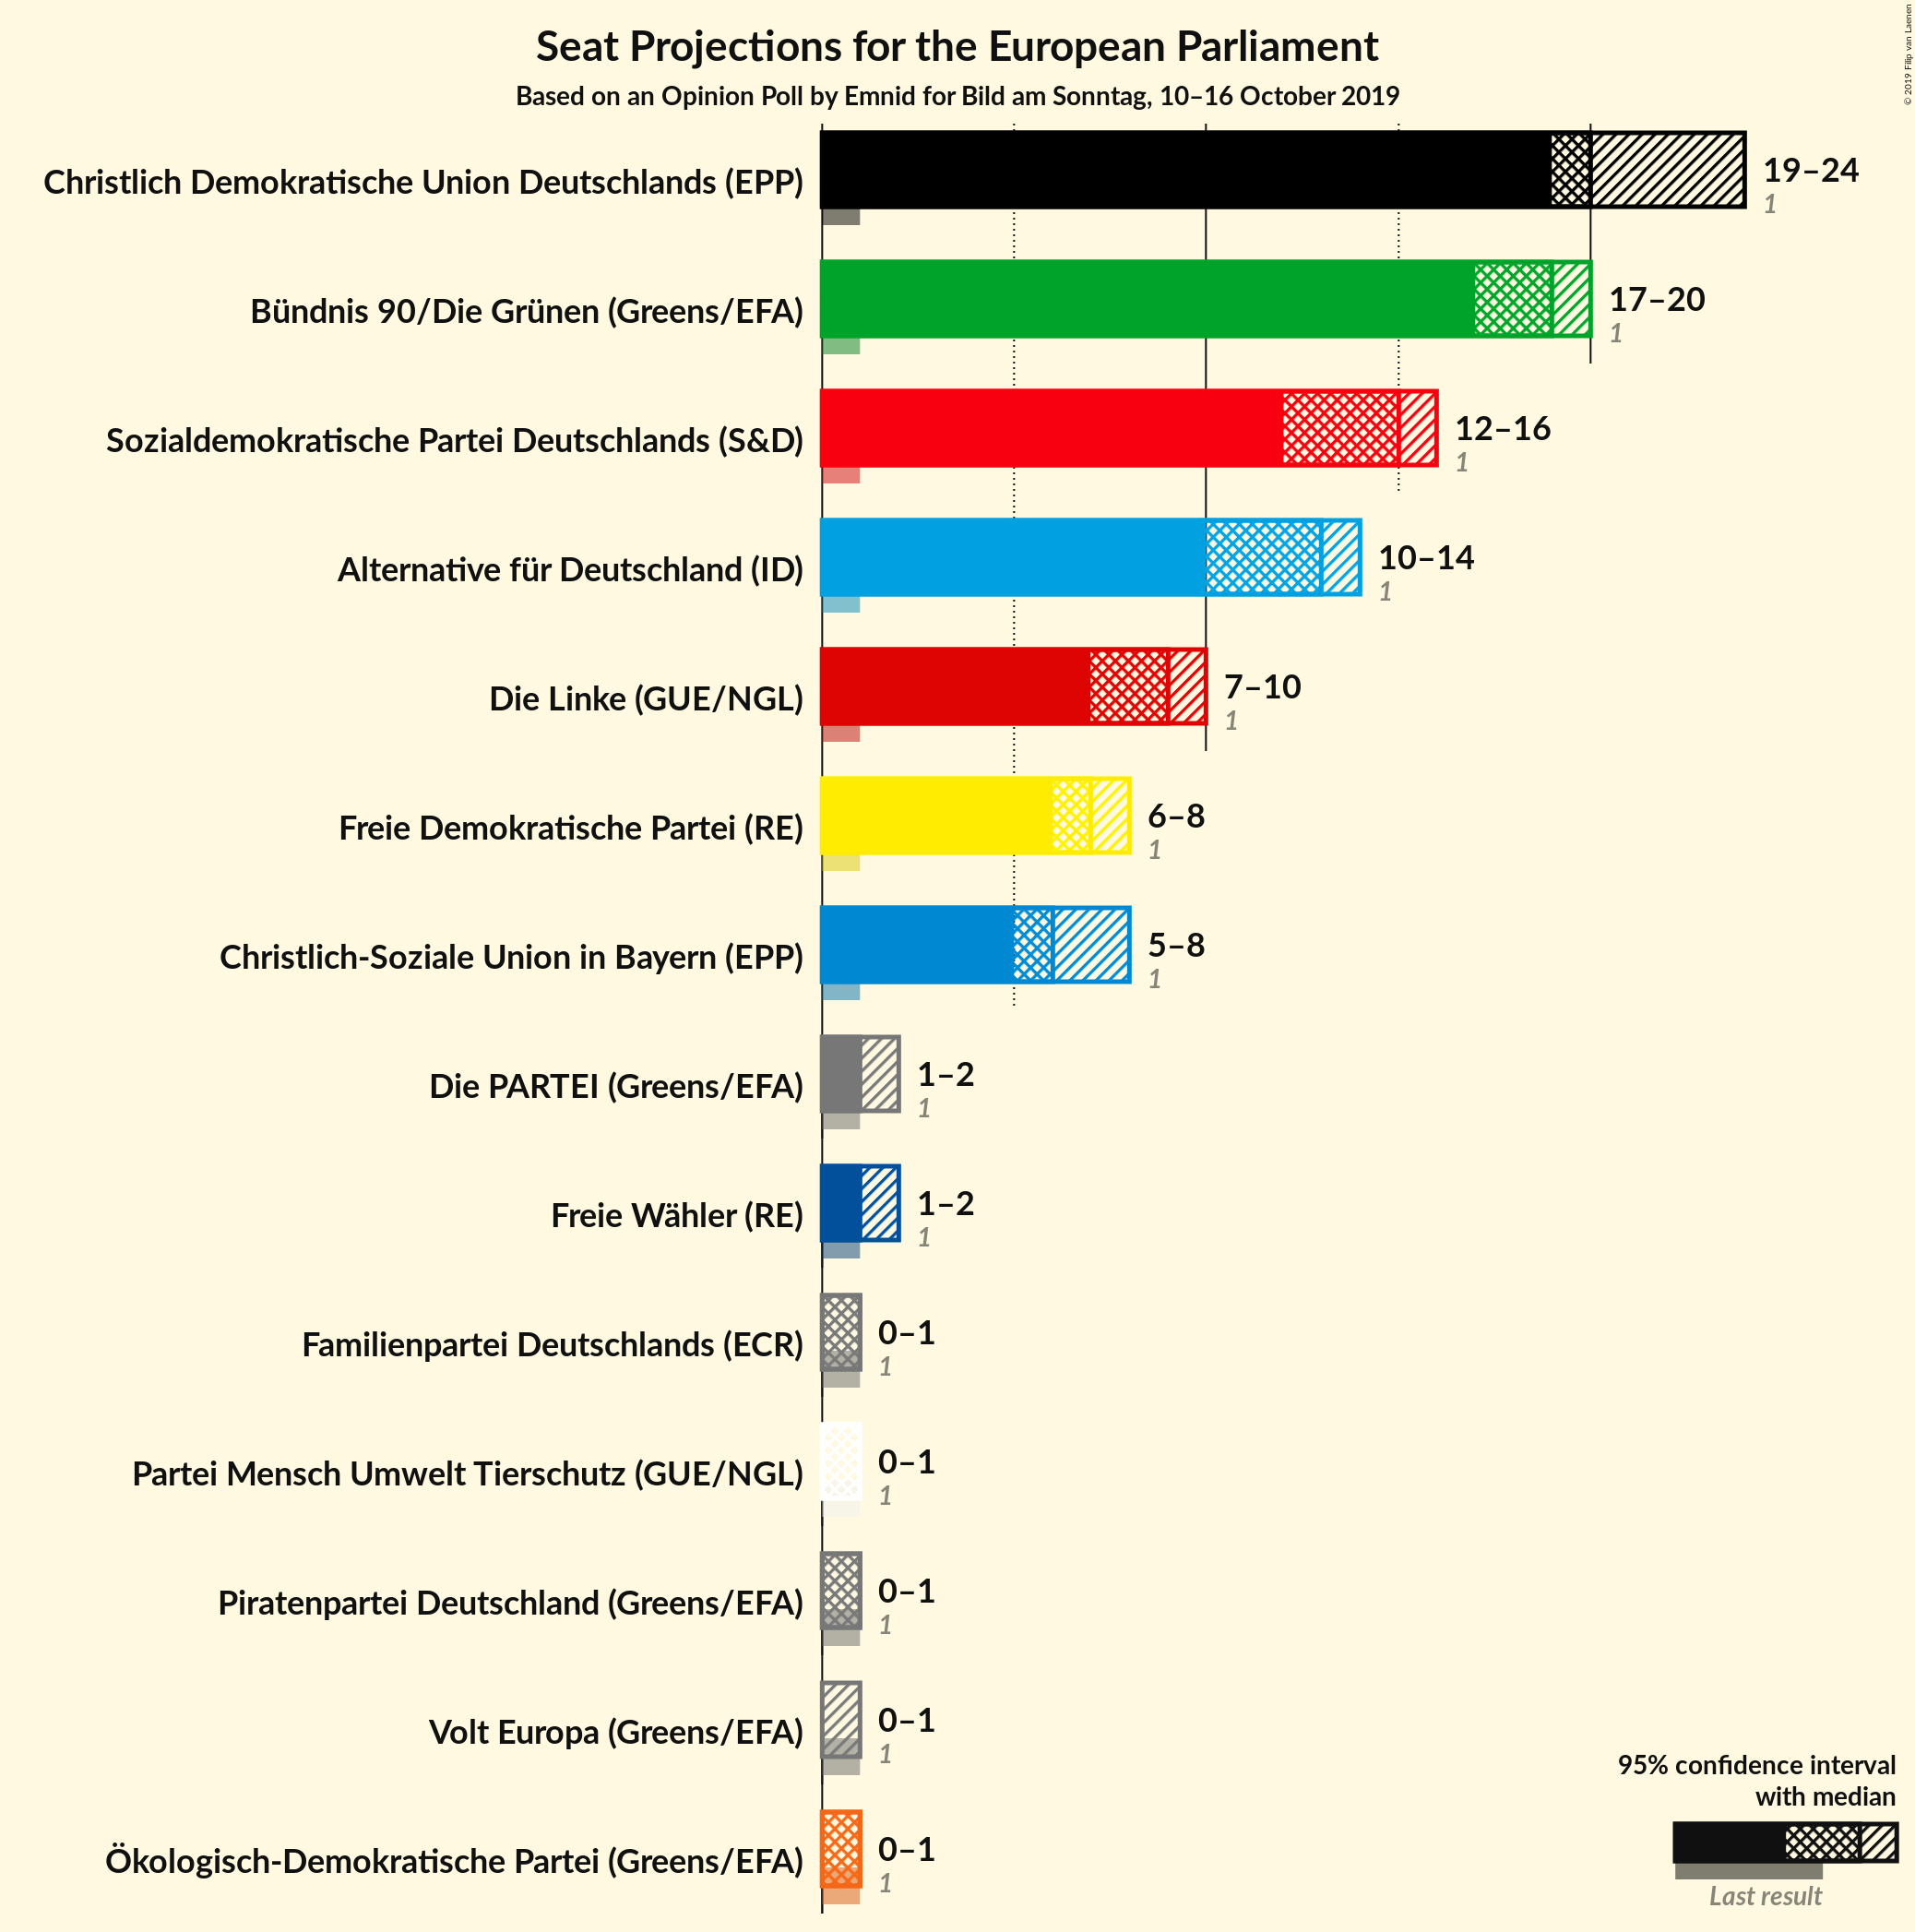 Seat Projections for the European Parliament
Based on an Opinion Poll by Emnid for Bild am Sonntag, 10–16 October 2019
© 2019 Filip van Laenen
Christlich Demokratische Union Deutschlands (EPP)
19–24
1
Bündnis 90/Die Grünen (Greens/EFA)
17–20
1
Sozialdemokratische Partei Deutschlands (S&D)
12–16
1
Alternative für Deutschland (ID)
10–14
1
Die Linke (GUE/NGL)
7–10
1
Freie Demokratische Partei (RE)
6–8
1
Christlich-Soziale Union in Bayern (EPP)
5–8
1
Die PARTEI (Greens/EFA)
1–2
1
Freie Wähler (RE)
1–2
1
Familienpartei Deutschlands (ECR)
0–1
1
Partei Mensch Umwelt Tierschutz (GUE/NGL)
0–1
1
Piratenpartei Deutschland (Greens/EFA)
0–1
1
Volt Europa (Greens/EFA)
0–1
1
Ökologisch-Demokratische Partei (Greens/EFA)
0–1
1
95% confidence interval
with median
Last result